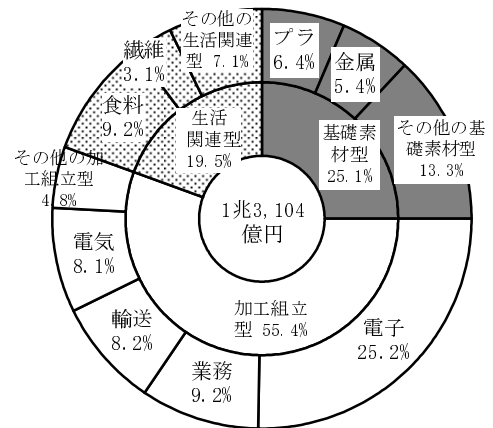 その他の
生活関連
型 7.1%
プラ
6.4%
金属
5.4%
その他の基
礎素材型
13.3%
繊維
3.1%
食料
9.2%
生活
関連型
19.5%
基礎素
材型
25.1%
その他の加
工組立型
4.8%
1兆3,104
億円
電気
8.1%
輸送
8.2%
業務
9.2%
加工組立
型 55.4%
電子
25.2%